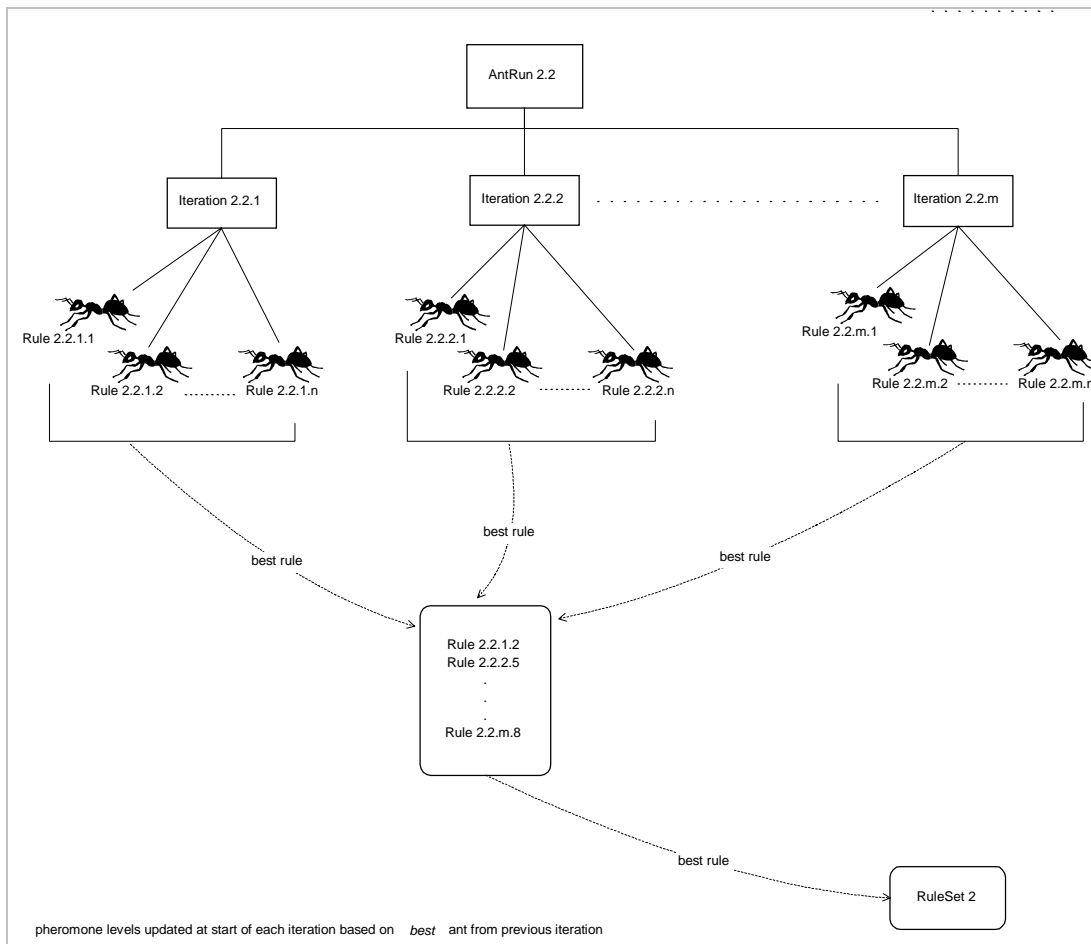 AntRun 2.2
Iteration 2.2.1
Iteration 2.2.2
Iteration 2.2.m
Rule 2.2.1.1
Rule 2.2.1.2
Rule 2.2.1.n
Rule 2.2.2.1
Rule 2.2.2.2
Rule 2.2.2.n
Rule 2.2.m.1
Rule 2.2.m.2
Rule 2.2.m.n
best rule
best rule
best rule
Rule 2.2.1.2
Rule 2.2.2.5
.
.
.
Rule 2.2.m.8
best rule
RuleSet 2
pheromone levels updated at start of each iteration based on best ant from previous iteration